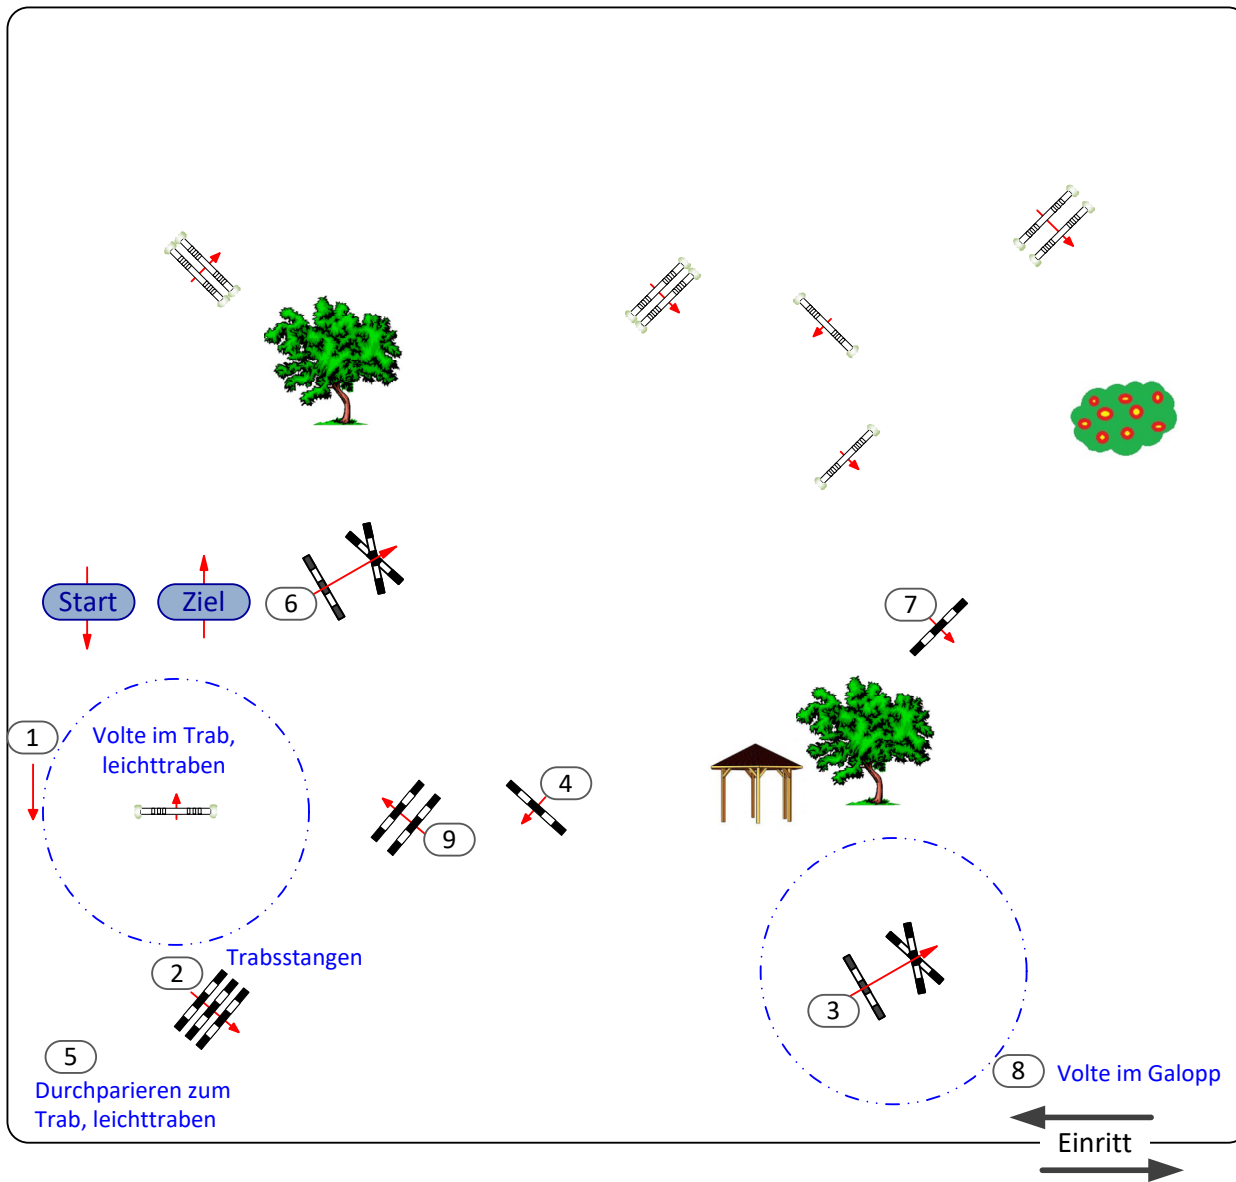 Start
Ziel
6
7
1
Volte im Trab,
leichttraben
4
9
Trabsstangen
2
3
5
8
Volte im Galopp
Durchparieren zum
Trab, leichttraben
Einritt